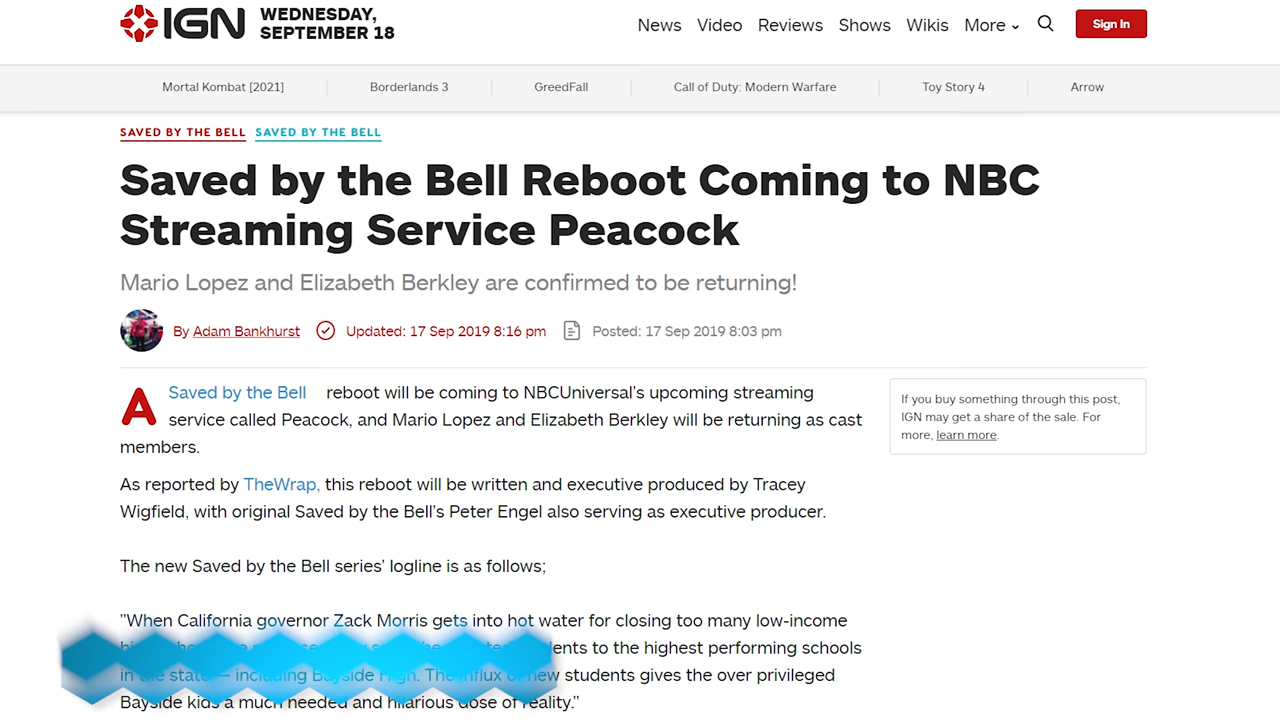 IGN
WEDNESDAY,
SEPTEMBER 18
News Video Reviews Shows Wikis More Sign In
Mortal Kombat [2021] Borderlands 3 GreedFall Call of Duty: Modern Warfare Toy Story 4 Arrow
SAVED BY THE BELL SAVED BY THE BELL
Saved by the Bell Reboot Coming to NBC
Streaming Service Peacock
Mario Lopez and Elizabeth Berkley are confirmed to be returning!
By Adam Bankhurst Updated: 17 Sep 2019 8:16 pm Posted: 17 Sep 2019 8:03 pm
A Saved by the Bell reboot will be coming to NBCUniversal's upcoming streaming
service called Peacock, and Mario Lopez and Elizabeth Berkley will be returning as cast
members.
If you buy something through this post,
IGN may get a share of the sale. For
more, learn more.
As reported by TheWrap, this reboot will be written and executive produced by Tracey
Wigfield, with original Saved by the Bell's Peter Engel also serving as executive producer.
The new Saved by the Bell series' logline is as follows;
"When California governor Zack Morris gets into hot water for closing too many low-income
to the highest performing schools
in the state — including Bayside High. The influx of new students gives the over privileged
Bayside kids a much needed and hilarious dose of reality."